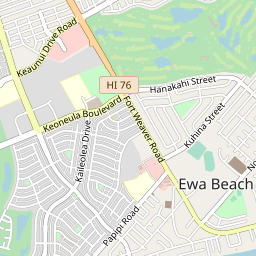 Keaunui Drive Road
HI 76
Hanakahi Street
Keoneula Boulevard
Fort Weaver Road
Kaileolea Drive
Kuhina Street
Ewa Beach
Papipi Road